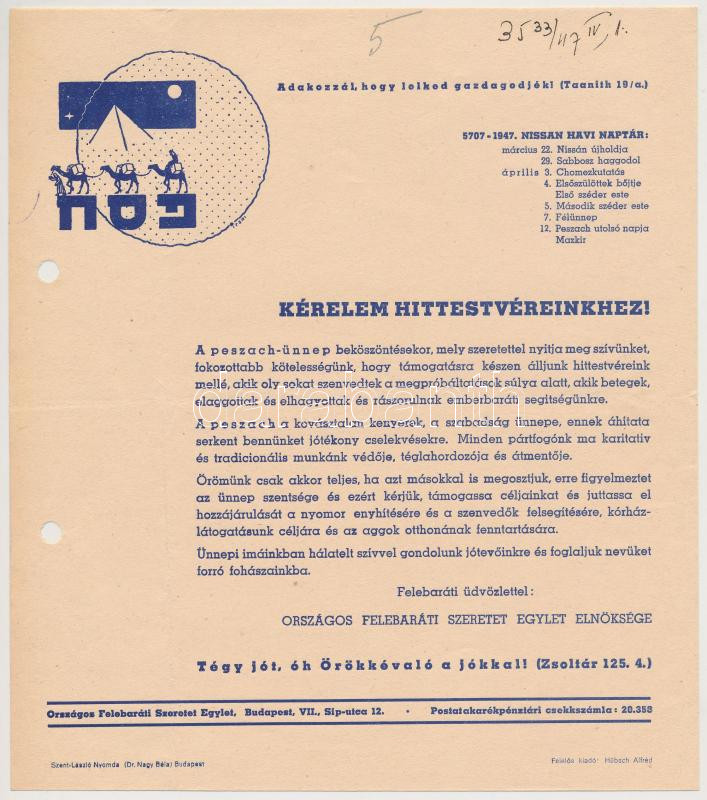 5
3533/47 IV. 1.
Adakozzál, hogy lelked gazdagodjék! (Taanith 19/a.)
5707-1947. NISSAN HAVI NAPTÁR:
március 22. Nissán újholdja
29. Sabbosz haggodol
április 3. Chomezkutatás
4. Elsőszülöttek bőjtje
Első széder este
5. Második széder este
7. Félünnep
12. Peszach utolsó napja
Mazkir
פסח
KÉRELEM HITTESTVÉREINKHEZ!
A peszach-ünnep beköszöntésekor, mely szeretettel nyitja meg szívünket,
fokozottabb kötelességünk, hogy támogatásra készen álljunk hittestvéreink
mellé, akik oly sokat szenvedtek a megpróbáltatások súlya alatt, akik betegek,
elaggottak és elhagyottak és rászorulnak emberbaráti segitségünkre.
A peszach a kovásztalan kenyerek, a szabadság ünnepe, ennek áhitata
serkent bennünket jótékony cselekvésekre. Minden pártfogónk ma karitativ
és tradicionális munkánk védője, téglahordozója és átmentője.
Örömünk csak akkor teljes, ha azt másokkal is megosztjuk, erre figyelmeztet
az ünnep szentsége és ezért kérjük, támogassa céljainkat és juttassa el
hozzájárulását a nyomor enyhítésére és a szenvedők felsegítésére, kórház-
látogatásunk céljára és az aggok otthonának fenntartására.
Ünnepi imáinkban hálatelt szívvel gondolunk jótevőinkre és foglaljuk nevüket
forró fohászainkba.
Felebaráti üdvözlettel:
ORSZÁGOS FELEBARÁTI SZERETET EGYLET ELNÖKSÉGE
Tégy jót, óh Örökkévaló a jókkal! (Zsoltár 125. 4.)
Országos Felebaráti Szeretet Egylet, Budapest, VII., Sip-utca 12. • Postatakarékpénztári csekkszámla: 20.358
Szent-László Nyomda (Dr. Nagy Béla) Budapest
Felelős kiadó: Hübsch Alfréd
darabanth